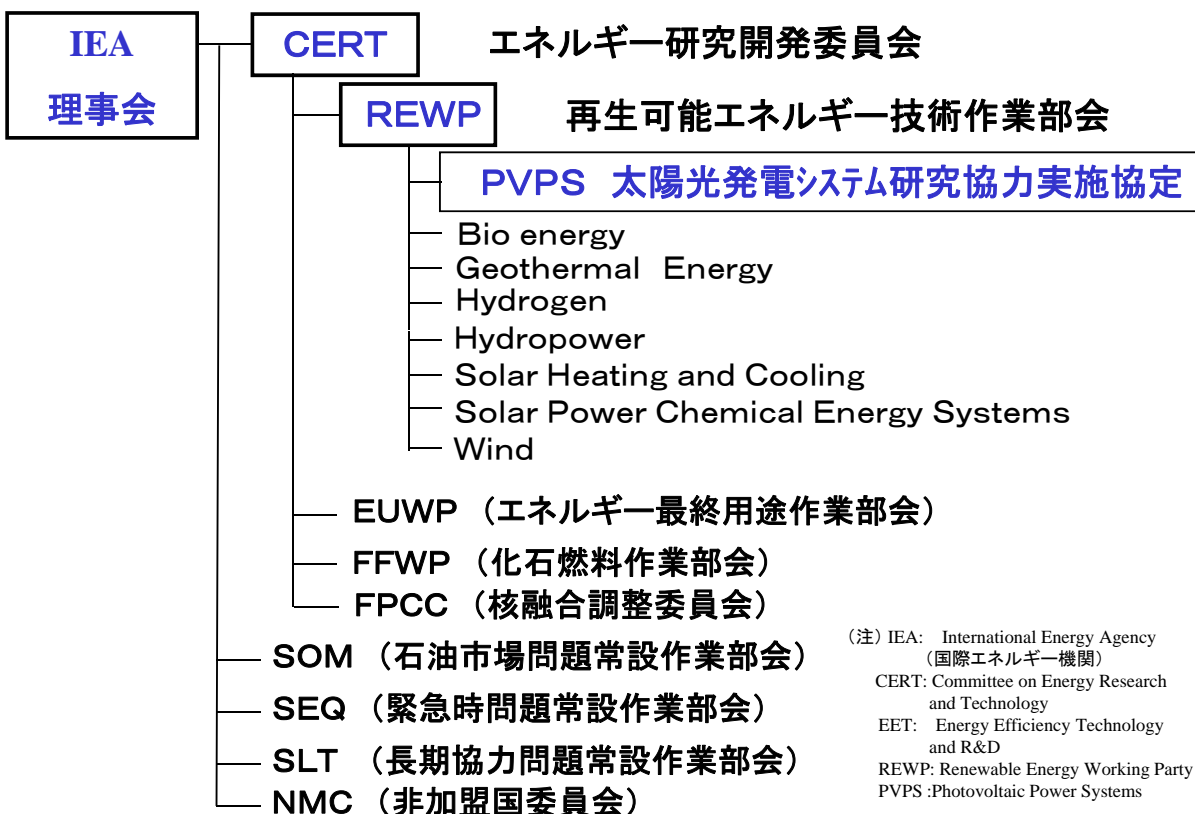 IEA
理事会
CERT エネルギー研究開発委員会
REWP 再生可能エネルギー技術作業部会
PVPS 太陽光発電システム研究協力実施協定
Bio energy
Geothermal Energy
Hydrogen
Hydropower
Solar Heating and Cooling
Solar Power Chemical Energy Systems
Wind
EUWP （エネルギー最終用途作業部会）
FFWP （化石燃料作業部会）
FPCC （核融合調整委員会）
SOM （石油市場問題常設作業部会）
SEQ （緊急時問題常設作業部会）
SLT （長期協力問題常設作業部会）
NMC （非加盟国委員会）
（注）IEA: International Energy Agency
（国際エネルギー機関）
CERT: Committee on Energy Research
and Technology
EET: Energy Efficiency Technology
and R&D
REWP: Renewable Energy Working Party
PVPS :Photovoltaic Power Systems